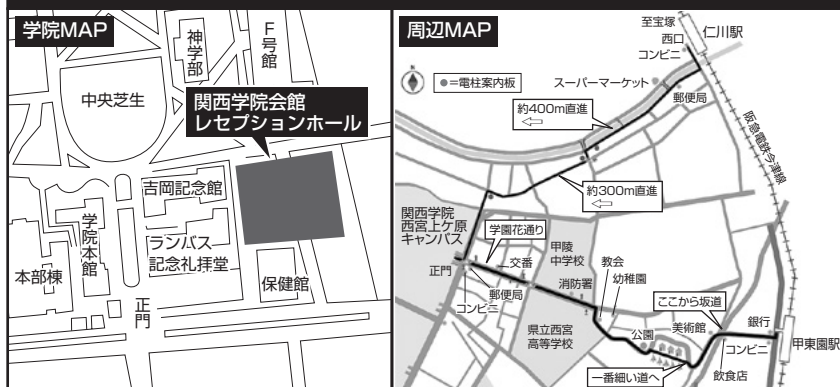 学院MAP
神学部
F号館
中央芝生
関西学院会館
レセプションホール
吉岡記念館
学院本館
ランバス
記念礼拝堂
本部棟
保健館
正門
周辺MAP
至宝塚
仁川駅
西口
コンビニ
N
●=電柱案内板
スーパーマーケット
郵便局
約400m直進
阪急電鉄今津線
約300m直進
関西学院
西宮上ケ原
キャンパス
学園花通り
甲陵
中学校
正門
交番
教会
幼稚園
消防署
郵便局
コンビニ
ここから坂道
県立西宮
高等学校
公園
美術館
銀行
コンビニ
甲東園駅
一番細い道へ
飲食店